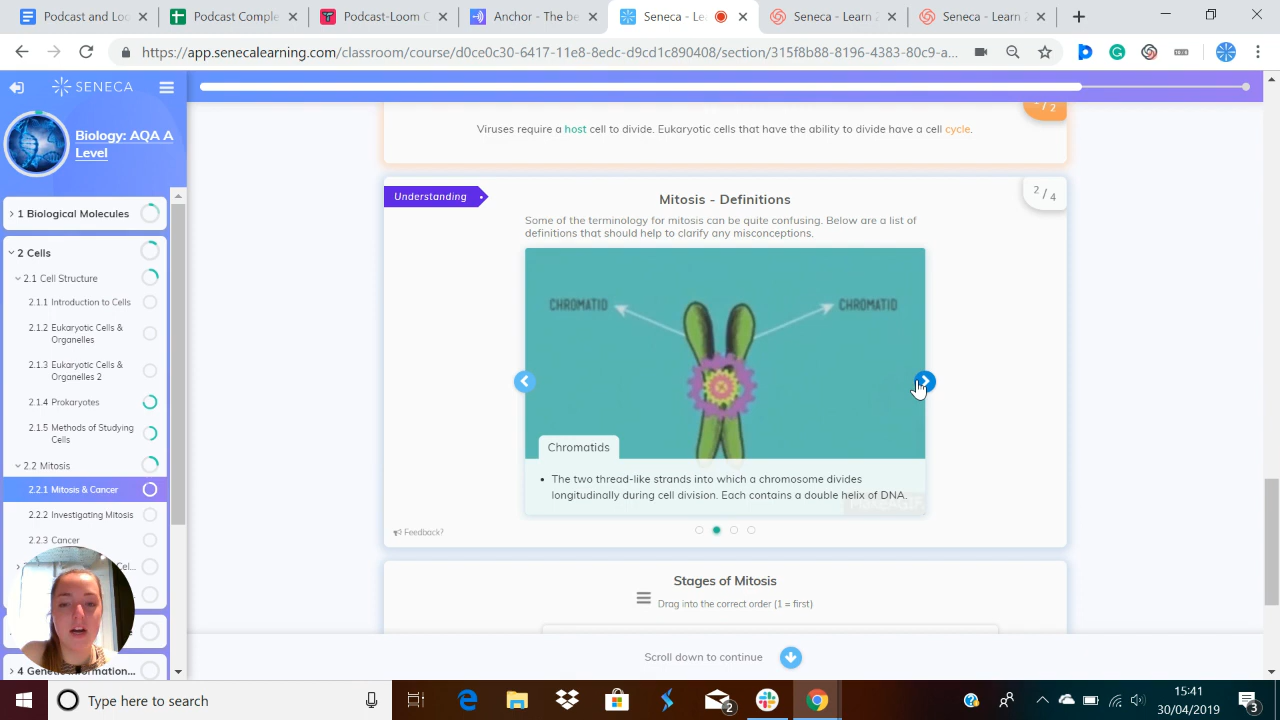 Podcast and Loo
Podcast Comple
Podcast-Loom C
Anchor - The be
Seneca - Le
Seneca - Learn
Seneca - Learn
https://app.senecalearning.com/classroom/course/d0ce0c30-6417-11e8-8edc-d9cd1c890408/section/315f8b88-8196-4383-80c9-a...
SENECA
Biology: AQA A
Level
1 Biological Molecules
2 Cells
2.1 Cell Structure
2.1.1 Introduction to Cells
2.1.2 Eukaryotic Cells &
Organelles
2.1.3 Eukaryotic Cells &
Organelles 2
2.1.4 Prokaryotes
2.1.5 Methods of Studying
Cells
2.2 Mitosis
2.2.1 Mitosis & Cancer
2.2.2 Investigating Mitosis
2.2.3 Cancer
Cel...
4 Genetic Information...
/ 2
Viruses require a host cell to divide. Eukaryotic cells that have the ability to divide have a cell cycle.
Understanding
Mitosis - Definitions
2 / 4
Some of the terminology for mitosis can be quite confusing. Below are a list of
definitions that should help to clarify any misconceptions.
CHROMATID
CHROMATID
Chromatids
• The two thread-like strands into which a chromosome divides
longitudinally during cell division. Each contains a double helix of DNA.
Feedback?
Stages of Mitosis
Drag into the correct order (1 = first)
Scroll down to continue
Type here to search
2
15:41
30/04/2019
3